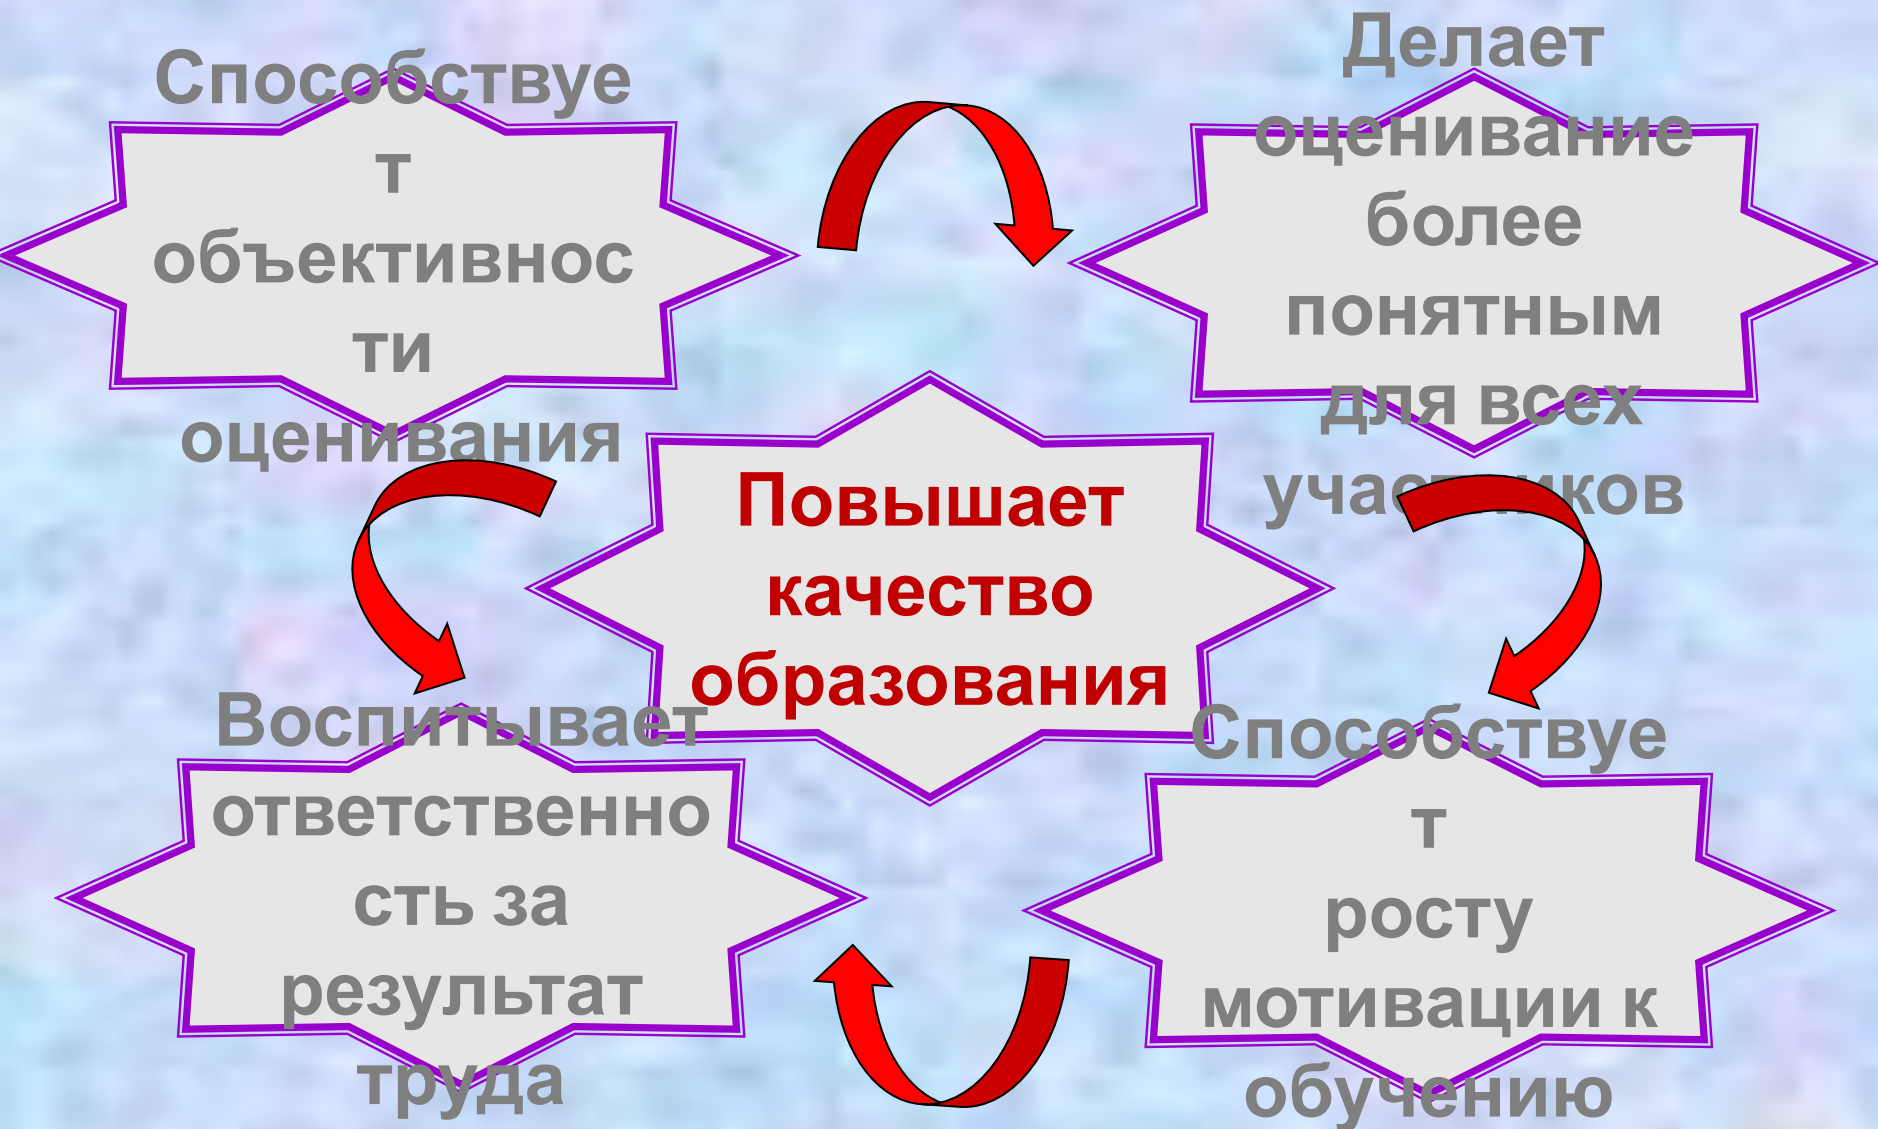 Способствуе
т
объективнос
ти
оценивания
Делает
оценивание
более
понятным
для всех
участников
Повышает
качество
образования
Воспитывает
ответственно
сть за
результат
труда
Способствуе
т
росту
мотивации к
обучению